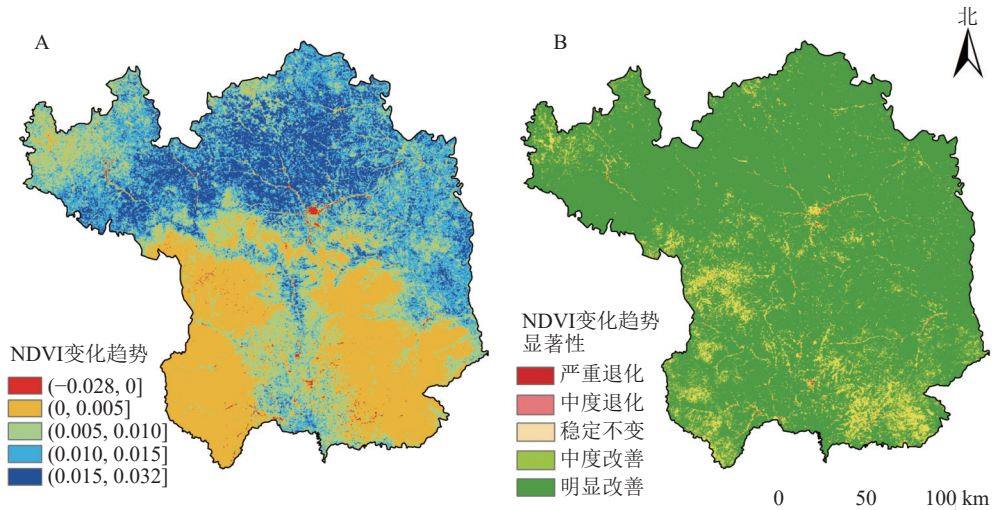 A
B
北
NDVI变化趋势
(−0.028, 0]
(0, 0.005]
(0.005, 0.010]
(0.010, 0.015]
(0.015, 0.032]
NDVI变化趋势
显著性
严重退化
中度退化
稳定不变
中度改善
明显改善
0 50 100 km